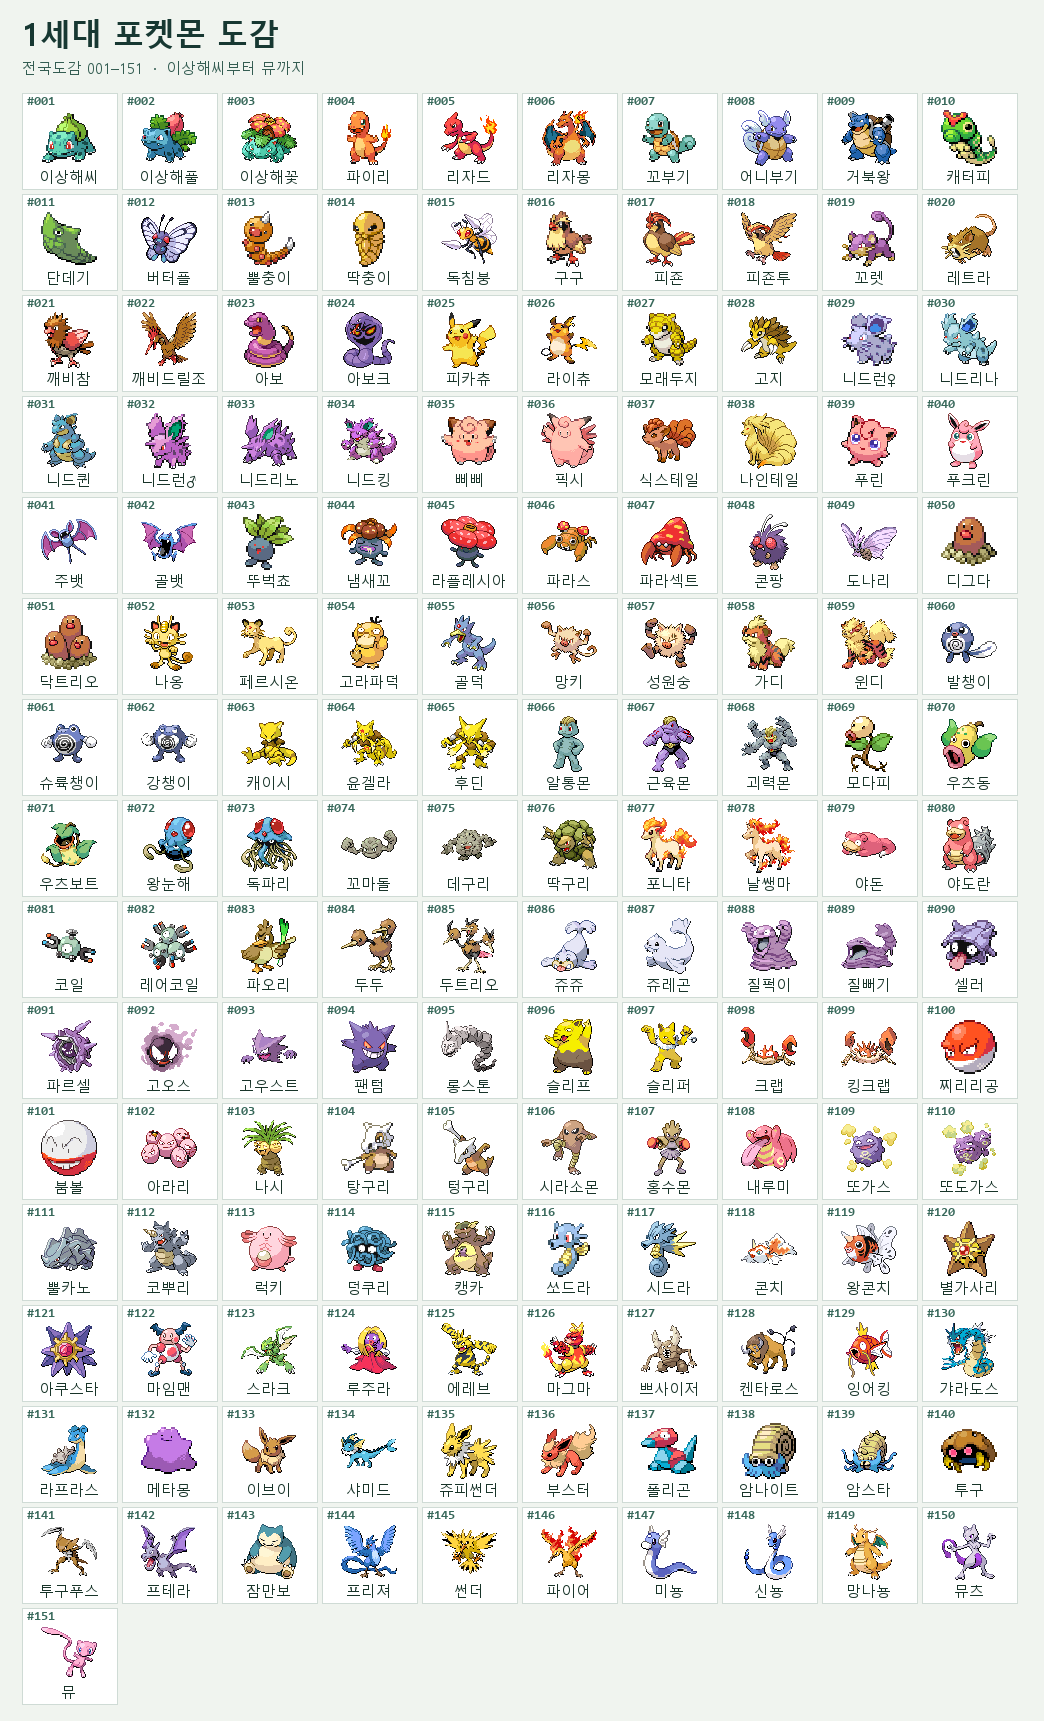 1세대 포켓몬 도감
전국도감 001–151 · 이상해씨부터 뮤까지
#001 #002 #003 #004 #005 #006 #007 #008 #009 #010
이상해씨 이상해풀 이상해꽃 파이리 리자드 리자몽 꼬부기 어니부기 거북왕 캐터피
#011 #012 #013 #014 #015 #016 #017 #018 #019 #020
단데기 버터플 뿔충이 딱충이 독침붕 구구 피죤 피죤투 꼬렛 레트라
#021 #022 #023 #024 #025 #026 #027 #028 #029 #030
깨비참 깨비드릴조 아보 아보크 피카츄 라이츄 모래두지 고지 니드런♀ 니드리나
#031 #032 #033 #034 #035 #036 #037 #038 #039 #040
니드퀸 니드런♂ 니드리노 니드킹 삐삐 픽시 식스테일 나인테일 푸린 푸크린
#041 #042 #043 #044 #045 #046 #047 #048 #049 #050
주뱃 골뱃 뚜벅쵸 냄새꼬 라플레시아 파라스 파라섹트 콘팡 도나리 디그다
#051 #052 #053 #054 #055 #056 #057 #058 #059 #060
닥트리오 나옹 페르시온 고라파덕 골덕 망키 성원숭 가디 윈디 발챙이
#061 #062 #063 #064 #065 #066 #067 #068 #069 #070
슈륙챙이 강챙이 캐이시 윤겔라 후딘 알통몬 근육몬 괴력몬 모다피 우츠동
#071 #072 #073 #074 #075 #076 #077 #078 #079 #080
우츠보트 왕눈해 독파리 꼬마돌 데구리 딱구리 포니타 날쌩마 야돈 야도란
#081 #082 #083 #084 #085 #086 #087 #088 #089 #090
코일 레어코일 파오리 두두 두트리오 쥬쥬 쥬레곤 질퍽이 질뻐기 셀러
#091 #092 #093 #094 #095 #096 #097 #098 #099 #100
파르셀 고오스 고우스트 팬텀 롱스톤 슬리프 슬리퍼 크랩 킹크랩 찌리리공
#101 #102 #103 #104 #105 #106 #107 #108 #109 #110
붐볼 아라리 나시 탕구리 텅구리 시라소몬 홍수몬 내루미 또가스 또도가스
#111 #112 #113 #114 #115 #116 #117 #118 #119 #120
뿔카노 코뿌리 럭키 덩쿠리 캥카 쏘드라 시드라 콘치 왕콘치 별가사리
#121 #122 #123 #124 #125 #126 #127 #128 #129 #130
아쿠스타 마임맨 스라크 루주라 에레브 마그마 쁘사이저 켄타로스 잉어킹 갸라도스
#131 #132 #133 #134 #135 #136 #137 #138 #139 #140
라프라스 메타몽 이브이 샤미드 쥬피썬더 부스터 폴리곤 암나이트 암스타 투구
#141 #142 #143 #144 #145 #146 #147 #148 #149 #150
투구푸스 프테라 잠만보 프리져 썬더 파이어 미뇽 신뇽 망나뇽 뮤츠
#151
뮤